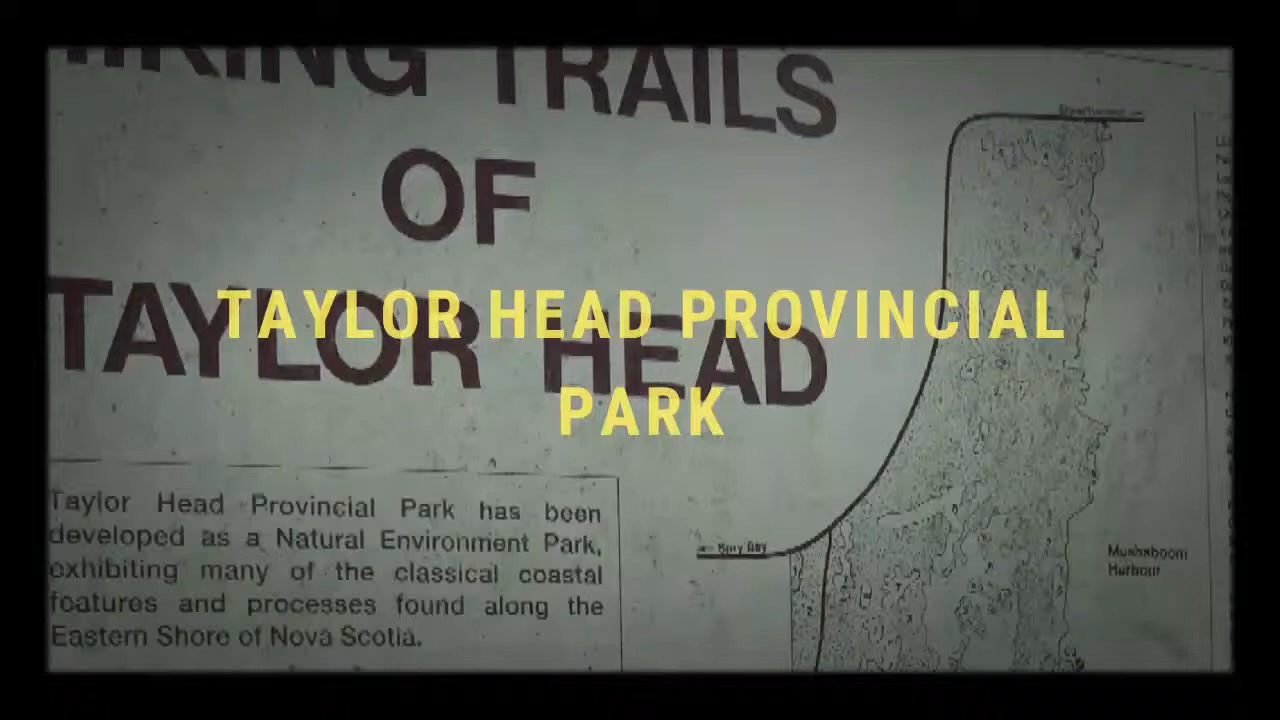 HIKING TRAILS
OF
TAYLOR HEAD
TAYLOR HEAD PROVINCIAL
PARK
Taylor Head Provincial Park has been
developed as a Natural Environment Park,
exhibiting many of the classical coastal
features and processes found along the
Eastern Shore of Nova Scotia.
Spry Bay
Mushaboom
Harbour